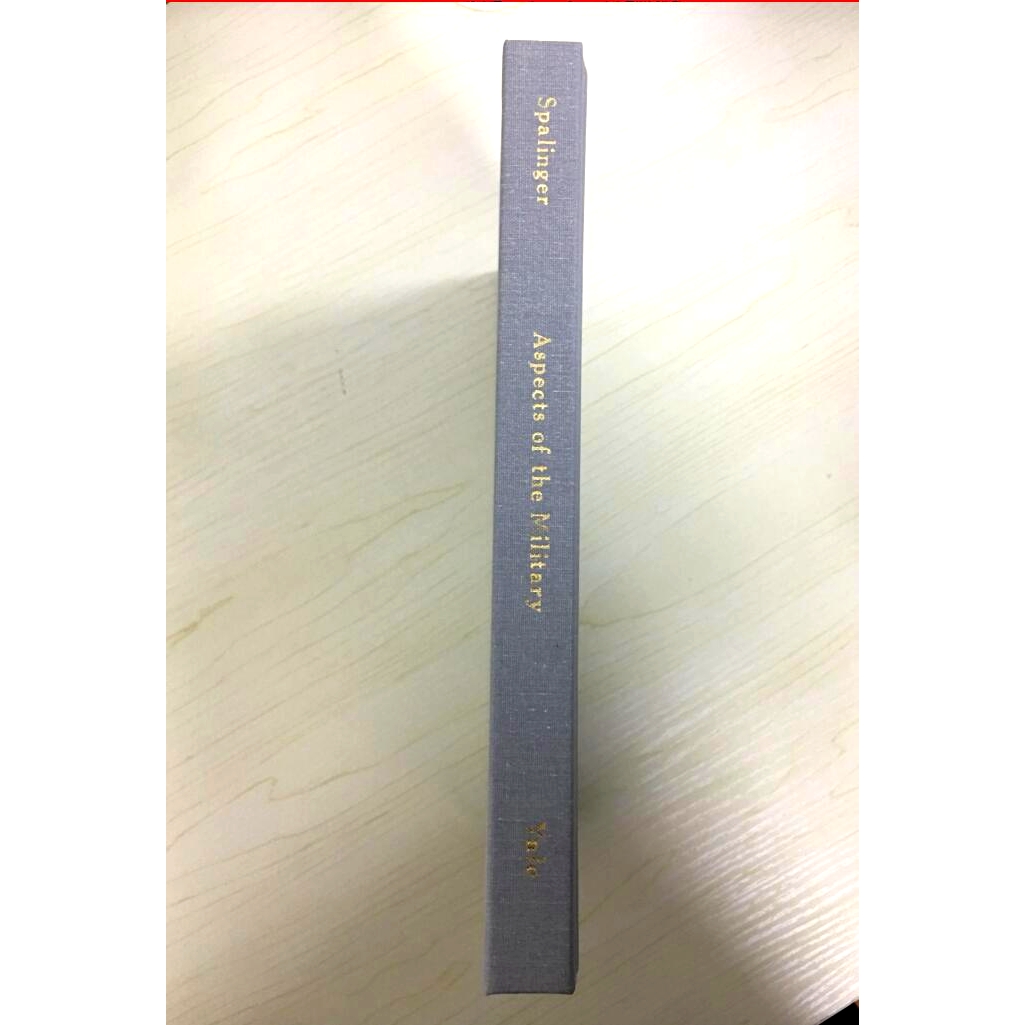 Spalinger
Aspects of the Military
Yale